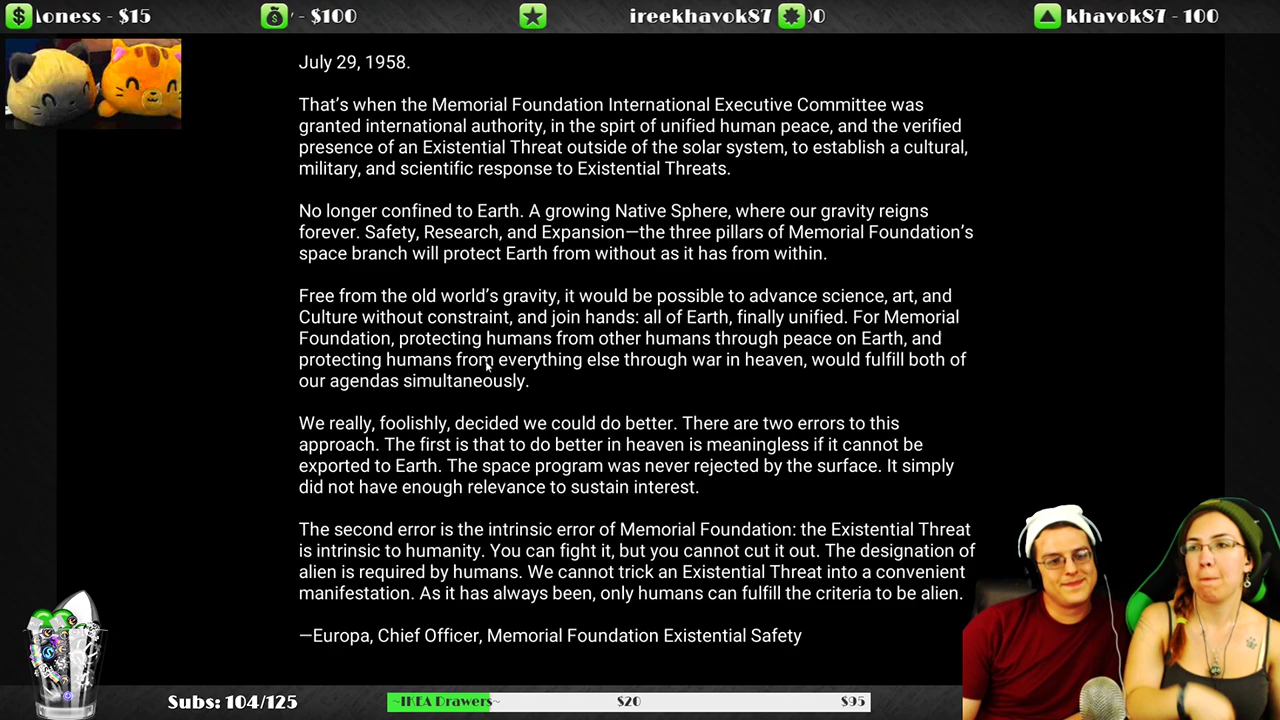 oness - $15
- $100
ireekhavok87
khavok87 - 100
July 29, 1958.
That's when the Memorial Foundation International Executive Committee was
granted international authority, in the spirt of unified human peace, and the verified
presence of an Existential Threat outside of the solar system, to establish a cultural,
military, and scientific response to Existential Threats.
No longer confined to Earth. A growing Native Sphere, where our gravity reigns
forever. Safety, Research, and Expansion—the three pillars of Memorial Foundation's
space branch will protect Earth from without as it has from within.
Free from the old world's gravity, it would be possible to advance science, art, and
Culture without constraint, and join hands: all of Earth, finally unified. For Memorial
Foundation, protecting humans from other humans through peace on Earth, and
protecting humans from everything else through war in heaven, would fulfill both of
our agendas simultaneously.
We really, foolishly, decided we could do better. There are two errors to this
approach. The first is that to do better in heaven is meaningless if it cannot be
exported to Earth. The space program was never rejected by the surface. It simply
did not have enough relevance to sustain interest.
The second error is the intrinsic error of Memorial Foundation: the Existential Threat
is intrinsic to humanity. You can fight it, but you cannot cut it out. The designation of
alien is required by humans. We cannot trick an Existential Threat into a convenient
manifestation. As it has always been, only humans can fulfill the criteria to be alien.
—Europa, Chief Officer, Memorial Foundation Existential Safety
Subs: 104/125
~IKEA Drawers~
$20
$95